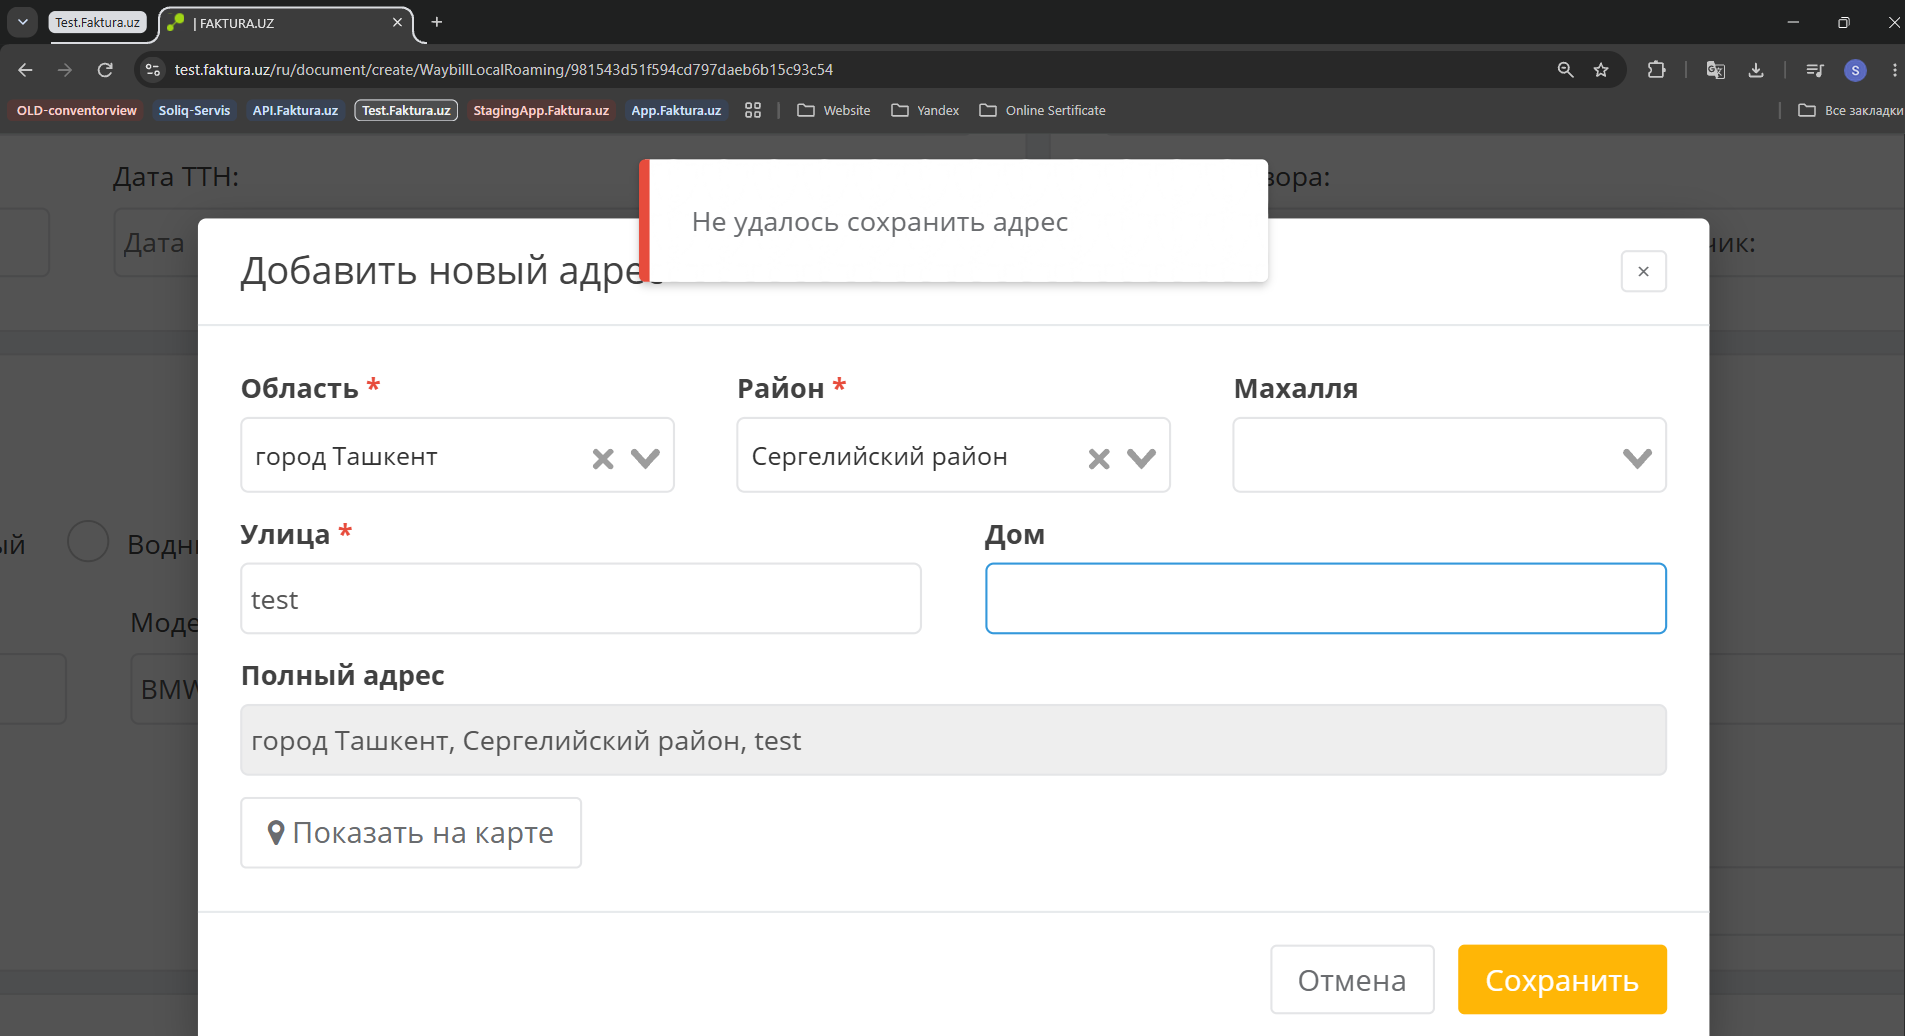 Test.Faktura.uz
| FAKTURA.UZ
test.faktura.uz/ru/document/create/WaybillLocalRoaming/981543d51f594cd797daeb6b15c93c54
S
OLD-conventorview Soliq-Servis API.Faktura.uz Test.Faktura.uz StagingApp.Faktura.uz App.Faktura.uz Website Yandex Online Sertificate Все закладки
Дата ТТН:
вора:
Не удалось сохранить адрес
Дата
чик:
Добавить новый адрес
×
Область * Район * Махалля
город Ташкент Сергелийский район
Улица * Дом
ый Водн
test
Моде
Полный адрес
BMW
город Ташкент, Сергелийский район, test
Показать на карте
Отмена Сохранить